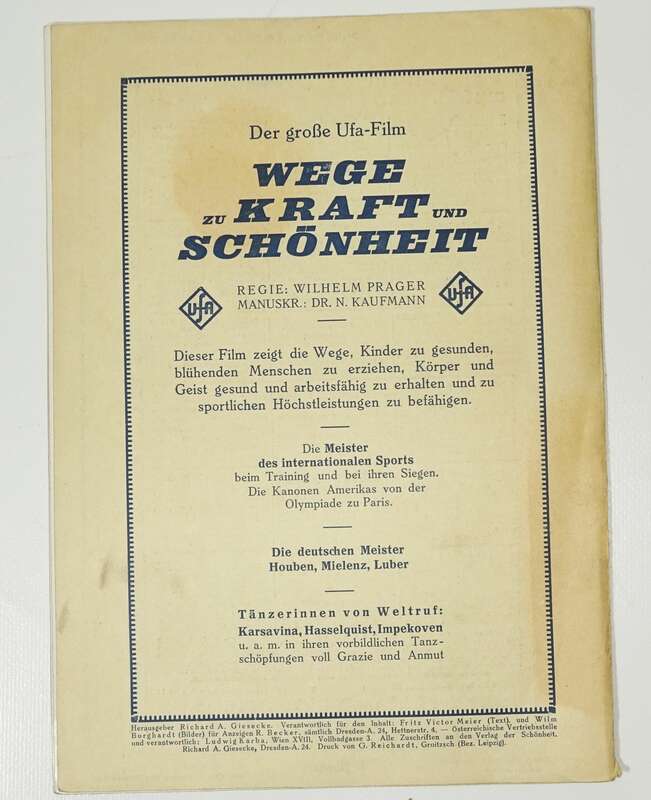 Der große Ufa-Film
WEGE
ZU KRAFT UND
SCHÖNHEIT
REGIE: WILHELM PRAGER
MANUSKR.: DR. N. KAUFMANN
Ufa
Ufa
Dieser Film zeigt die Wege, Kinder zu gesunden,
blühenden Menschen zu erziehen, Körper und
Geist gesund und arbeitsfähig zu erhalten und zu
sportlichen Höchstleistungen zu befähigen.
Die Meister
des internationalen Sports
beim Training und bei ihren Siegen.
Die Kanonen Amerikas von der
Olympiade zu Paris.
Die deutschen Meister
Houben, Mielenz, Luber
Tänzerinnen von Weltruf:
Karsavina, Hasselquist, Impekoven
u. a. m. in ihren vorbildlichen Tanz-
schöpfungen voll Grazie und Anmut
Herausgeber Richard A. Giesecke. Verantwortlich für den Inhalt: Fritz Victor Meier (Text), und Wilm
Burghardt (Bilder) für Anzeigen R. Becker, sämtlich Dresden-A. 24, Hettnerstr. 4. — Österreichische Vertriebsstelle
und verantwortlich: Ludwig Karba, Wien XVIII, Vollbadgasse 3. Alle Zuschriften an den Verlag der Schönheit,
Richard A. Giesecke, Dresden-A. 24. Druck von G. Reichardt, Groitzsch (Bez. Leipzig).